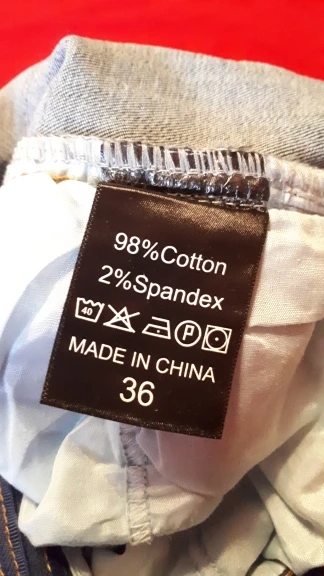 98%Cotton
2%Spandex
40 P
MADE IN CHINA
36